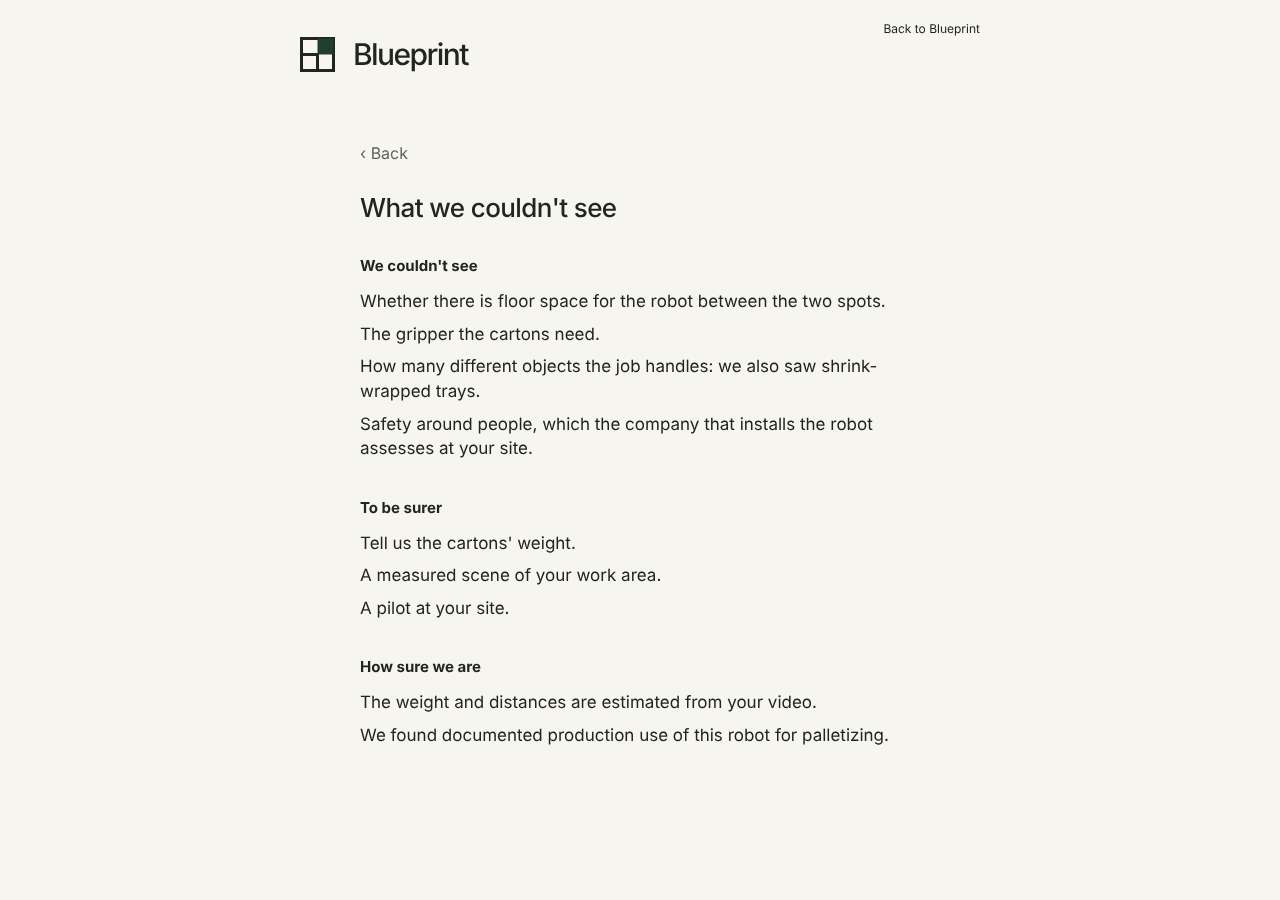 Back to Blueprint
Blueprint
‹ Back
What we couldn't see
We couldn't see
Whether there is floor space for the robot between the two spots.
The gripper the cartons need.
How many different objects the job handles: we also saw shrink-
wrapped trays.
Safety around people, which the company that installs the robot
assesses at your site.
To be surer
Tell us the cartons' weight.
A measured scene of your work area.
A pilot at your site.
How sure we are
The weight and distances are estimated from your video.
We found documented production use of this robot for palletizing.